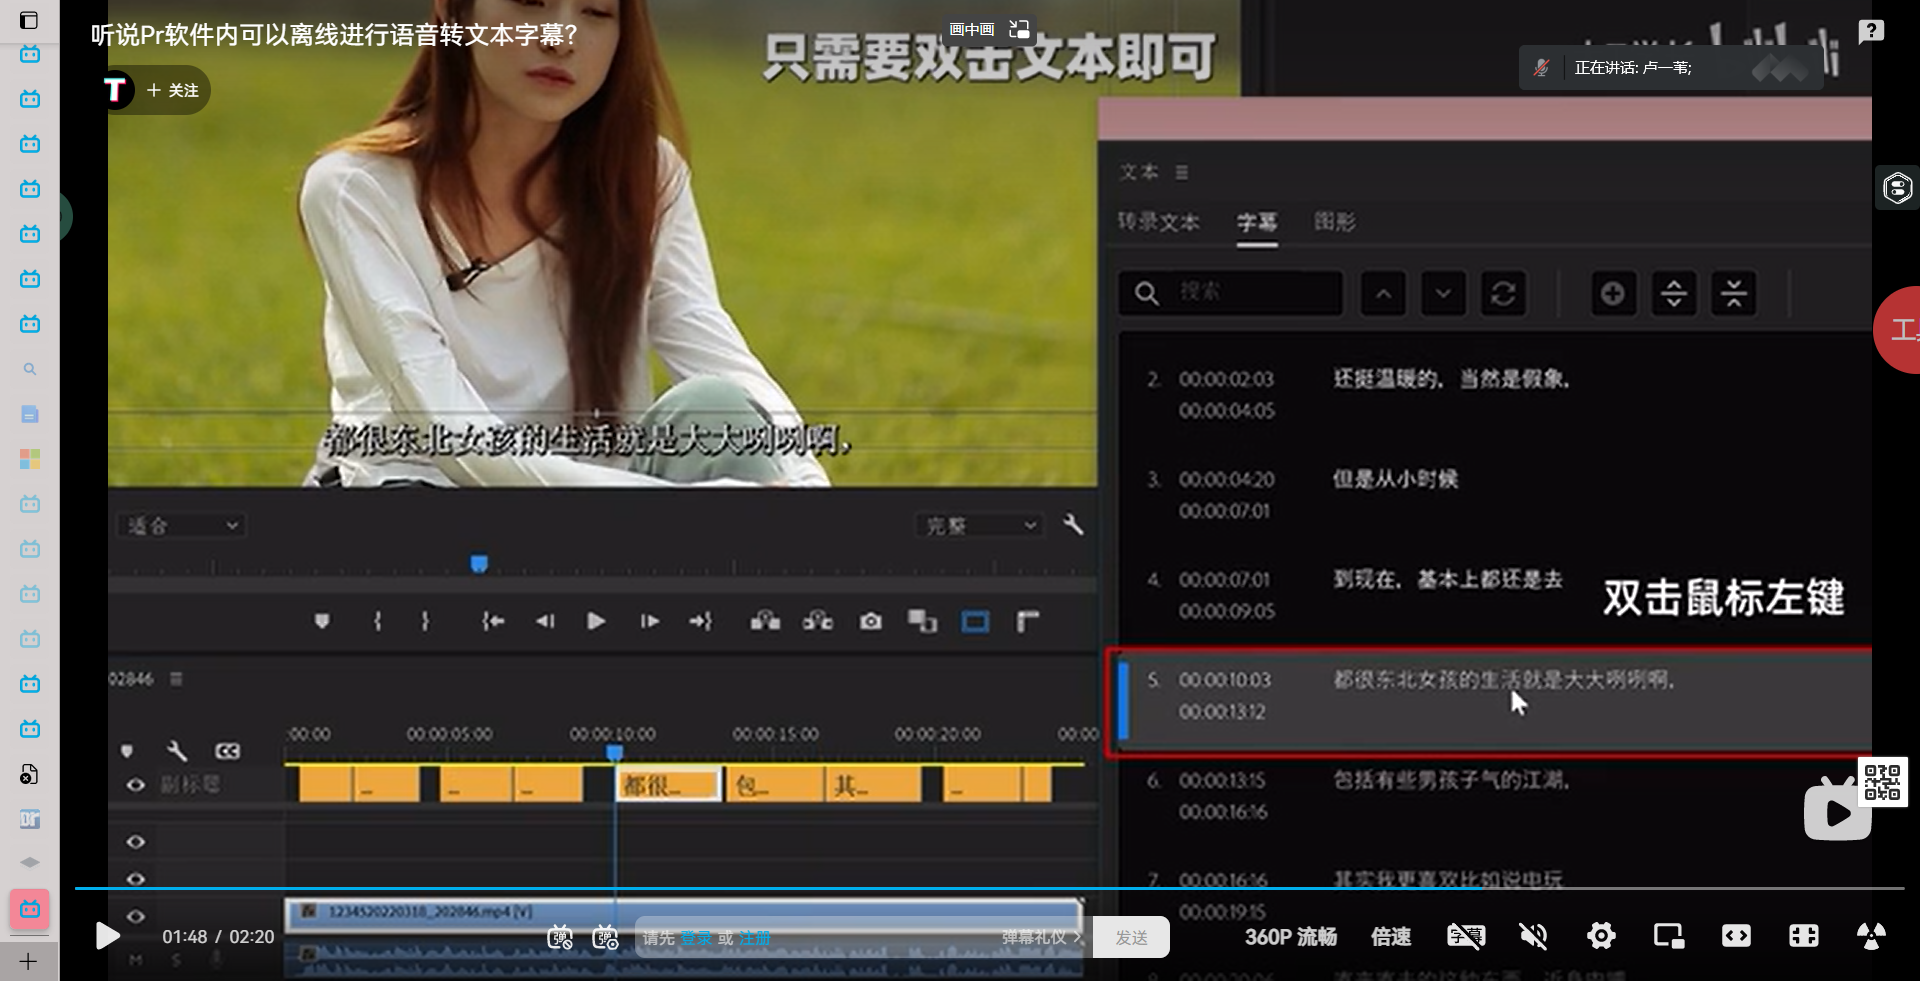 听说Pr软件内可以离线进行语音转文本字幕?
画中画
只需要双击文本即可
正在讲话: 卢一苇;
T
+ 关注
文本
转录文本 字幕 图形
搜索
工
2. 00:00:02:03 还挺温暖的，当然是假象，
00:00:04:05
3. 00:00:04:20 但是从小时候
00:00:07:01
4. 00:00:07:01 到现在，基本上都还是去
00:00:09:05
双击鼠标左键
5. 00:00:10:03 都很东北女孩的生活就是大大咧咧啊，
00:00:13:12
6. 00:00:13:15 包括有些男孩子气的江湖，
00:00:16:16
7. 00:00:16:16 其实我更喜欢比如说电玩
00:00:19:15
都很东北女孩的生活就是大大咧咧啊，
适合 完整
02846
:00:00 00:00:05:00 00:00:10:00 00:00:15:00 00:00:20:00 00:00
CC
副标题
... ... ... 都很... 包... 其... ...
1234520220318_202846.mp4 [V]
M S
01:48 / 02:20
弹 弹
请先 登录 或 注册
弹幕礼仪 >
发送
360P 流畅 倍速 字幕